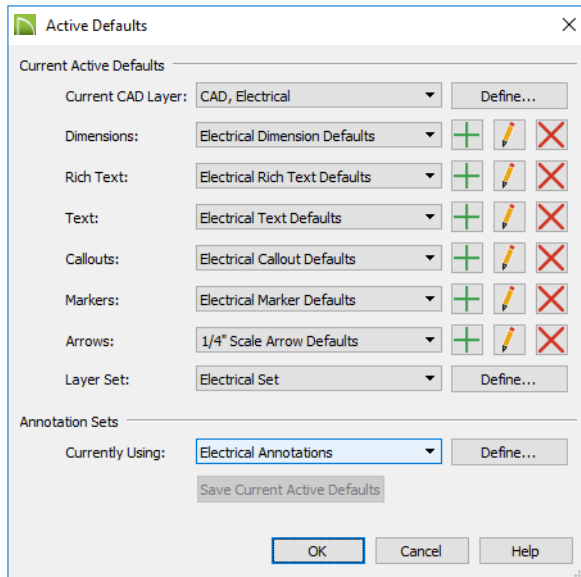 Active Defaults
Current Active Defaults
Current CAD Layer: CAD, Electrical Define...
Dimensions: Electrical Dimension Defaults
Rich Text: Electrical Rich Text Defaults
Text: Electrical Text Defaults
Callouts: Electrical Callout Defaults
Markers: Electrical Marker Defaults
Arrows: 1/4" Scale Arrow Defaults
Layer Set: Electrical Set Define...
Annotation Sets
Currently Using: Electrical Annotations Define...
Save Current Active Defaults
OK Cancel Help